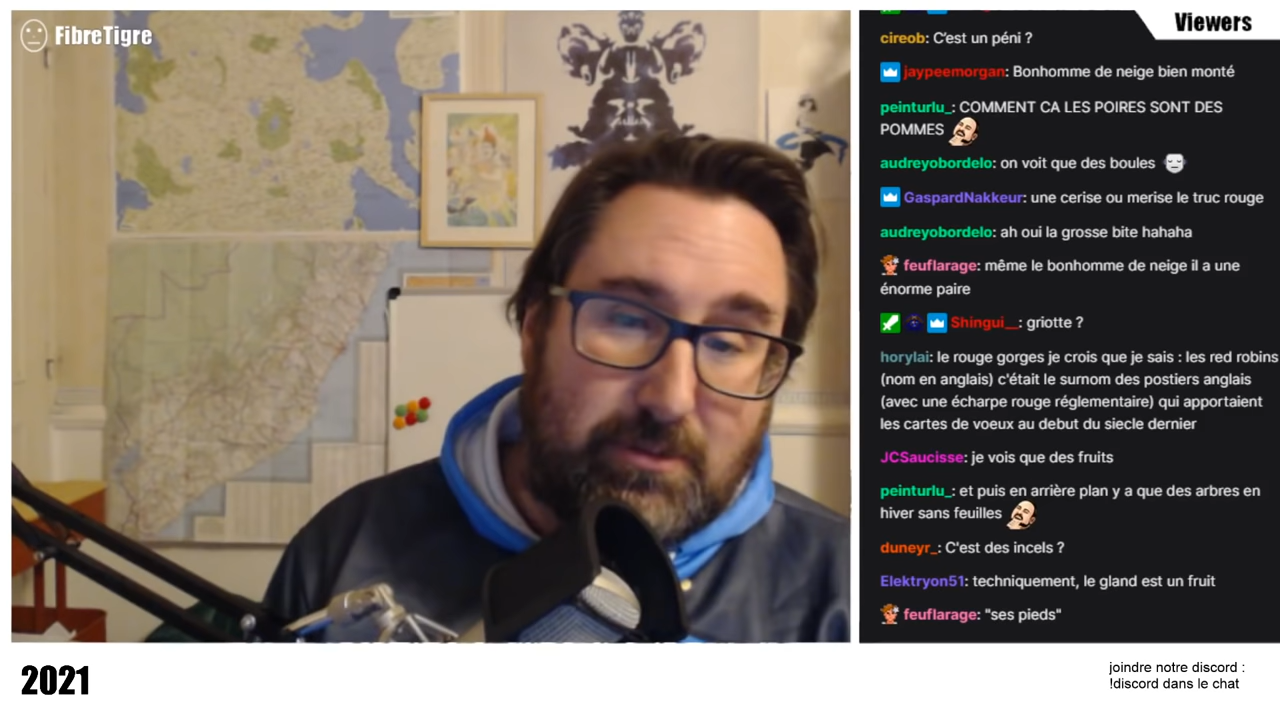 FibreTigre
Viewers
cireob: C'est un péni ?
jaypeemorgan: Bonhomme de neige bien monté
peinturlu_: COMMENT CA LES POIRES SONT DES
POMMES
audreyobordelo: on voit que des boules
GaspardNakkeur: une cerise ou merise le truc rouge
audreyobordelo: ah oui la grosse bite hahaha
feuflarage: même le bonhomme de neige il a une
énorme paire
Shingui__: griotte ?
horylai: le rouge gorges je crois que je sais : les red robins
(nom en anglais) c'était le surnom des postiers anglais
(avec une écharpe rouge réglementaire) qui apportaient
les cartes de voeux au debut du siecle dernier
JCSaucisse: je vois que des fruits
peinturlu_: et puis en arrière plan y a que des arbres en
hiver sans feuilles
duneyr_: C'est des incels ?
Elektryon51: techniquement, le gland est un fruit
feuflarage: "ses pieds"
2021
joindre notre discord :
!discord dans le chat